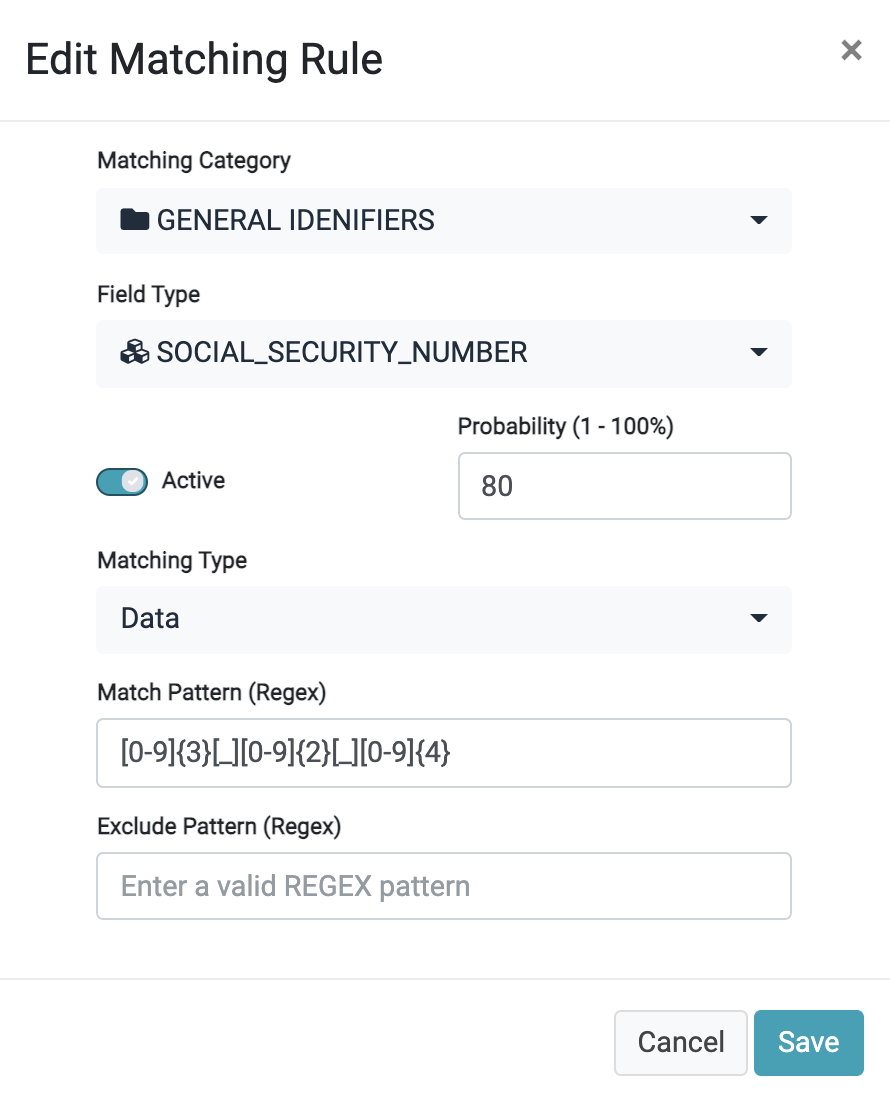 Edit Matching Rule
×
Matching Category
GENERAL IDENIFIERS
Field Type
SOCIAL_SECURITY_NUMBER
Probability (1 - 100%)
Active
80
Matching Type
Data
Match Pattern (Regex)
[0-9]{3}[_][0-9]{2}[_][0-9]{4}
Exclude Pattern (Regex)
Enter a valid REGEX pattern
Cancel Save